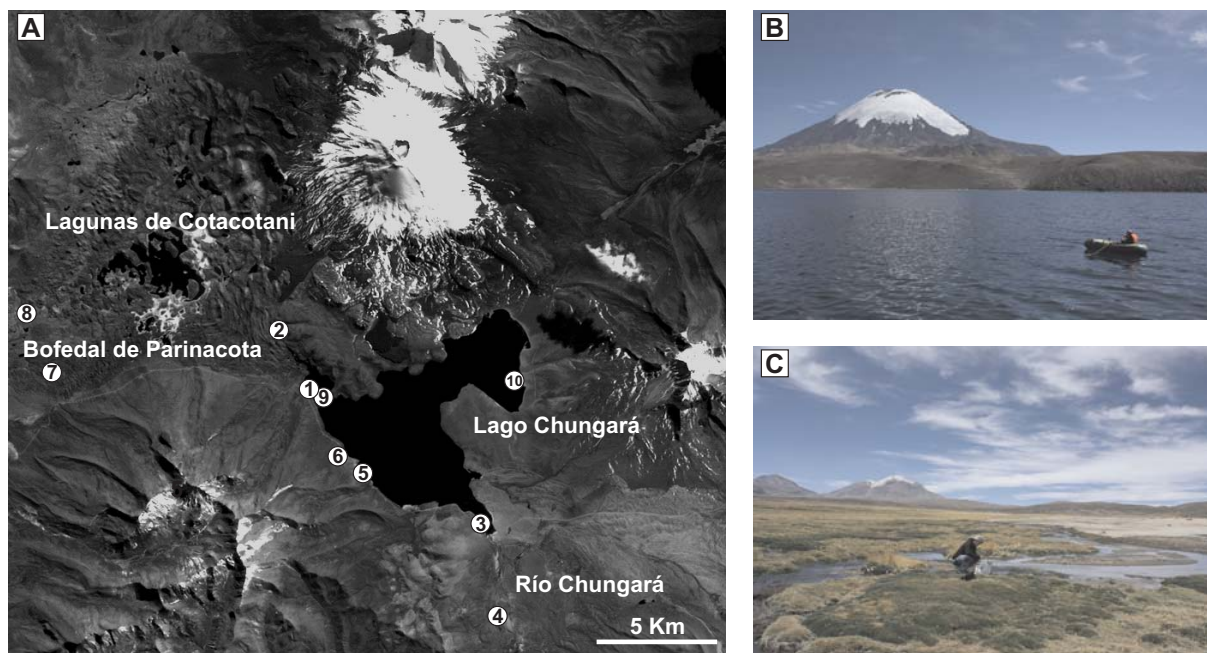 A
Lagunas de Cotacotani
8
2
Bofedal de Parinacota
7
1
9
10
Lago Chungará
6
5
3
Río Chungará
4
5 Km
B
C